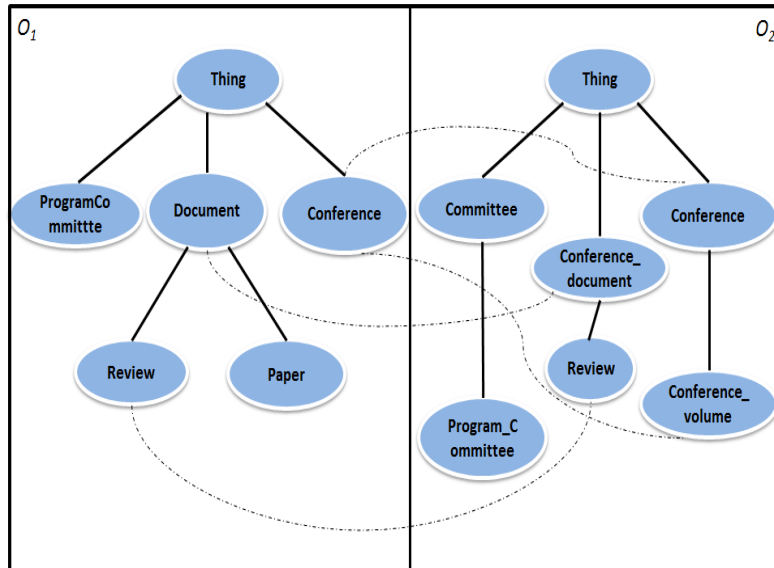 O1
Thing
ProgramCo
mmittte
Document
Conference
Review
Paper
O2
Thing
Committee
Conference_
document
Conference
Review
Program_C
ommittee
Conference_
volume